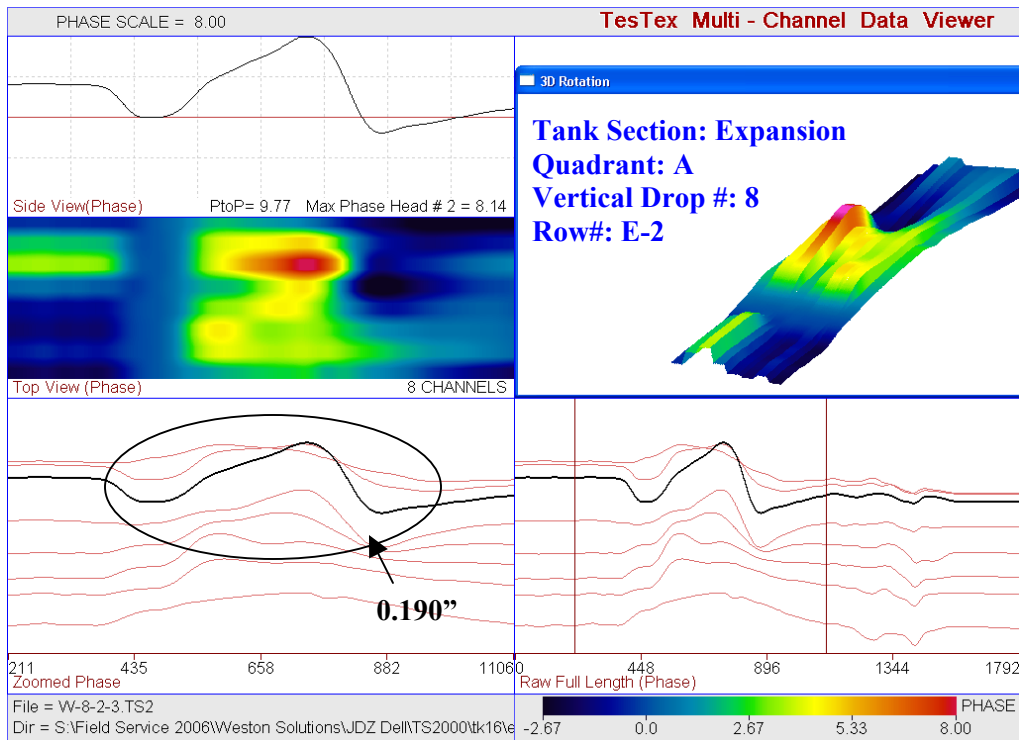 PHASE SCALE = 8.00
TesTex Multi - Channel Data Viewer
3D Rotation
Tank Section: Expansion
Quadrant: A
Vertical Drop #: 8
Row#: E-2
Side View(Phase) PtoP= 9.77 Max Phase Head # 2 = 8.14
Top View (Phase) 8 CHANNELS
0.190”
211 435 658 882 1106
Zoomed Phase
0 448 896 1344 1792
Raw Full Length (Phase)
File = W-8-2-3.TS2
Dir = S:\Field Service 2006\Weston Solutions\JDZ Dell\TS2000\tk16\e
PHASE
-2.67 0.0 2.67 5.33 8.00